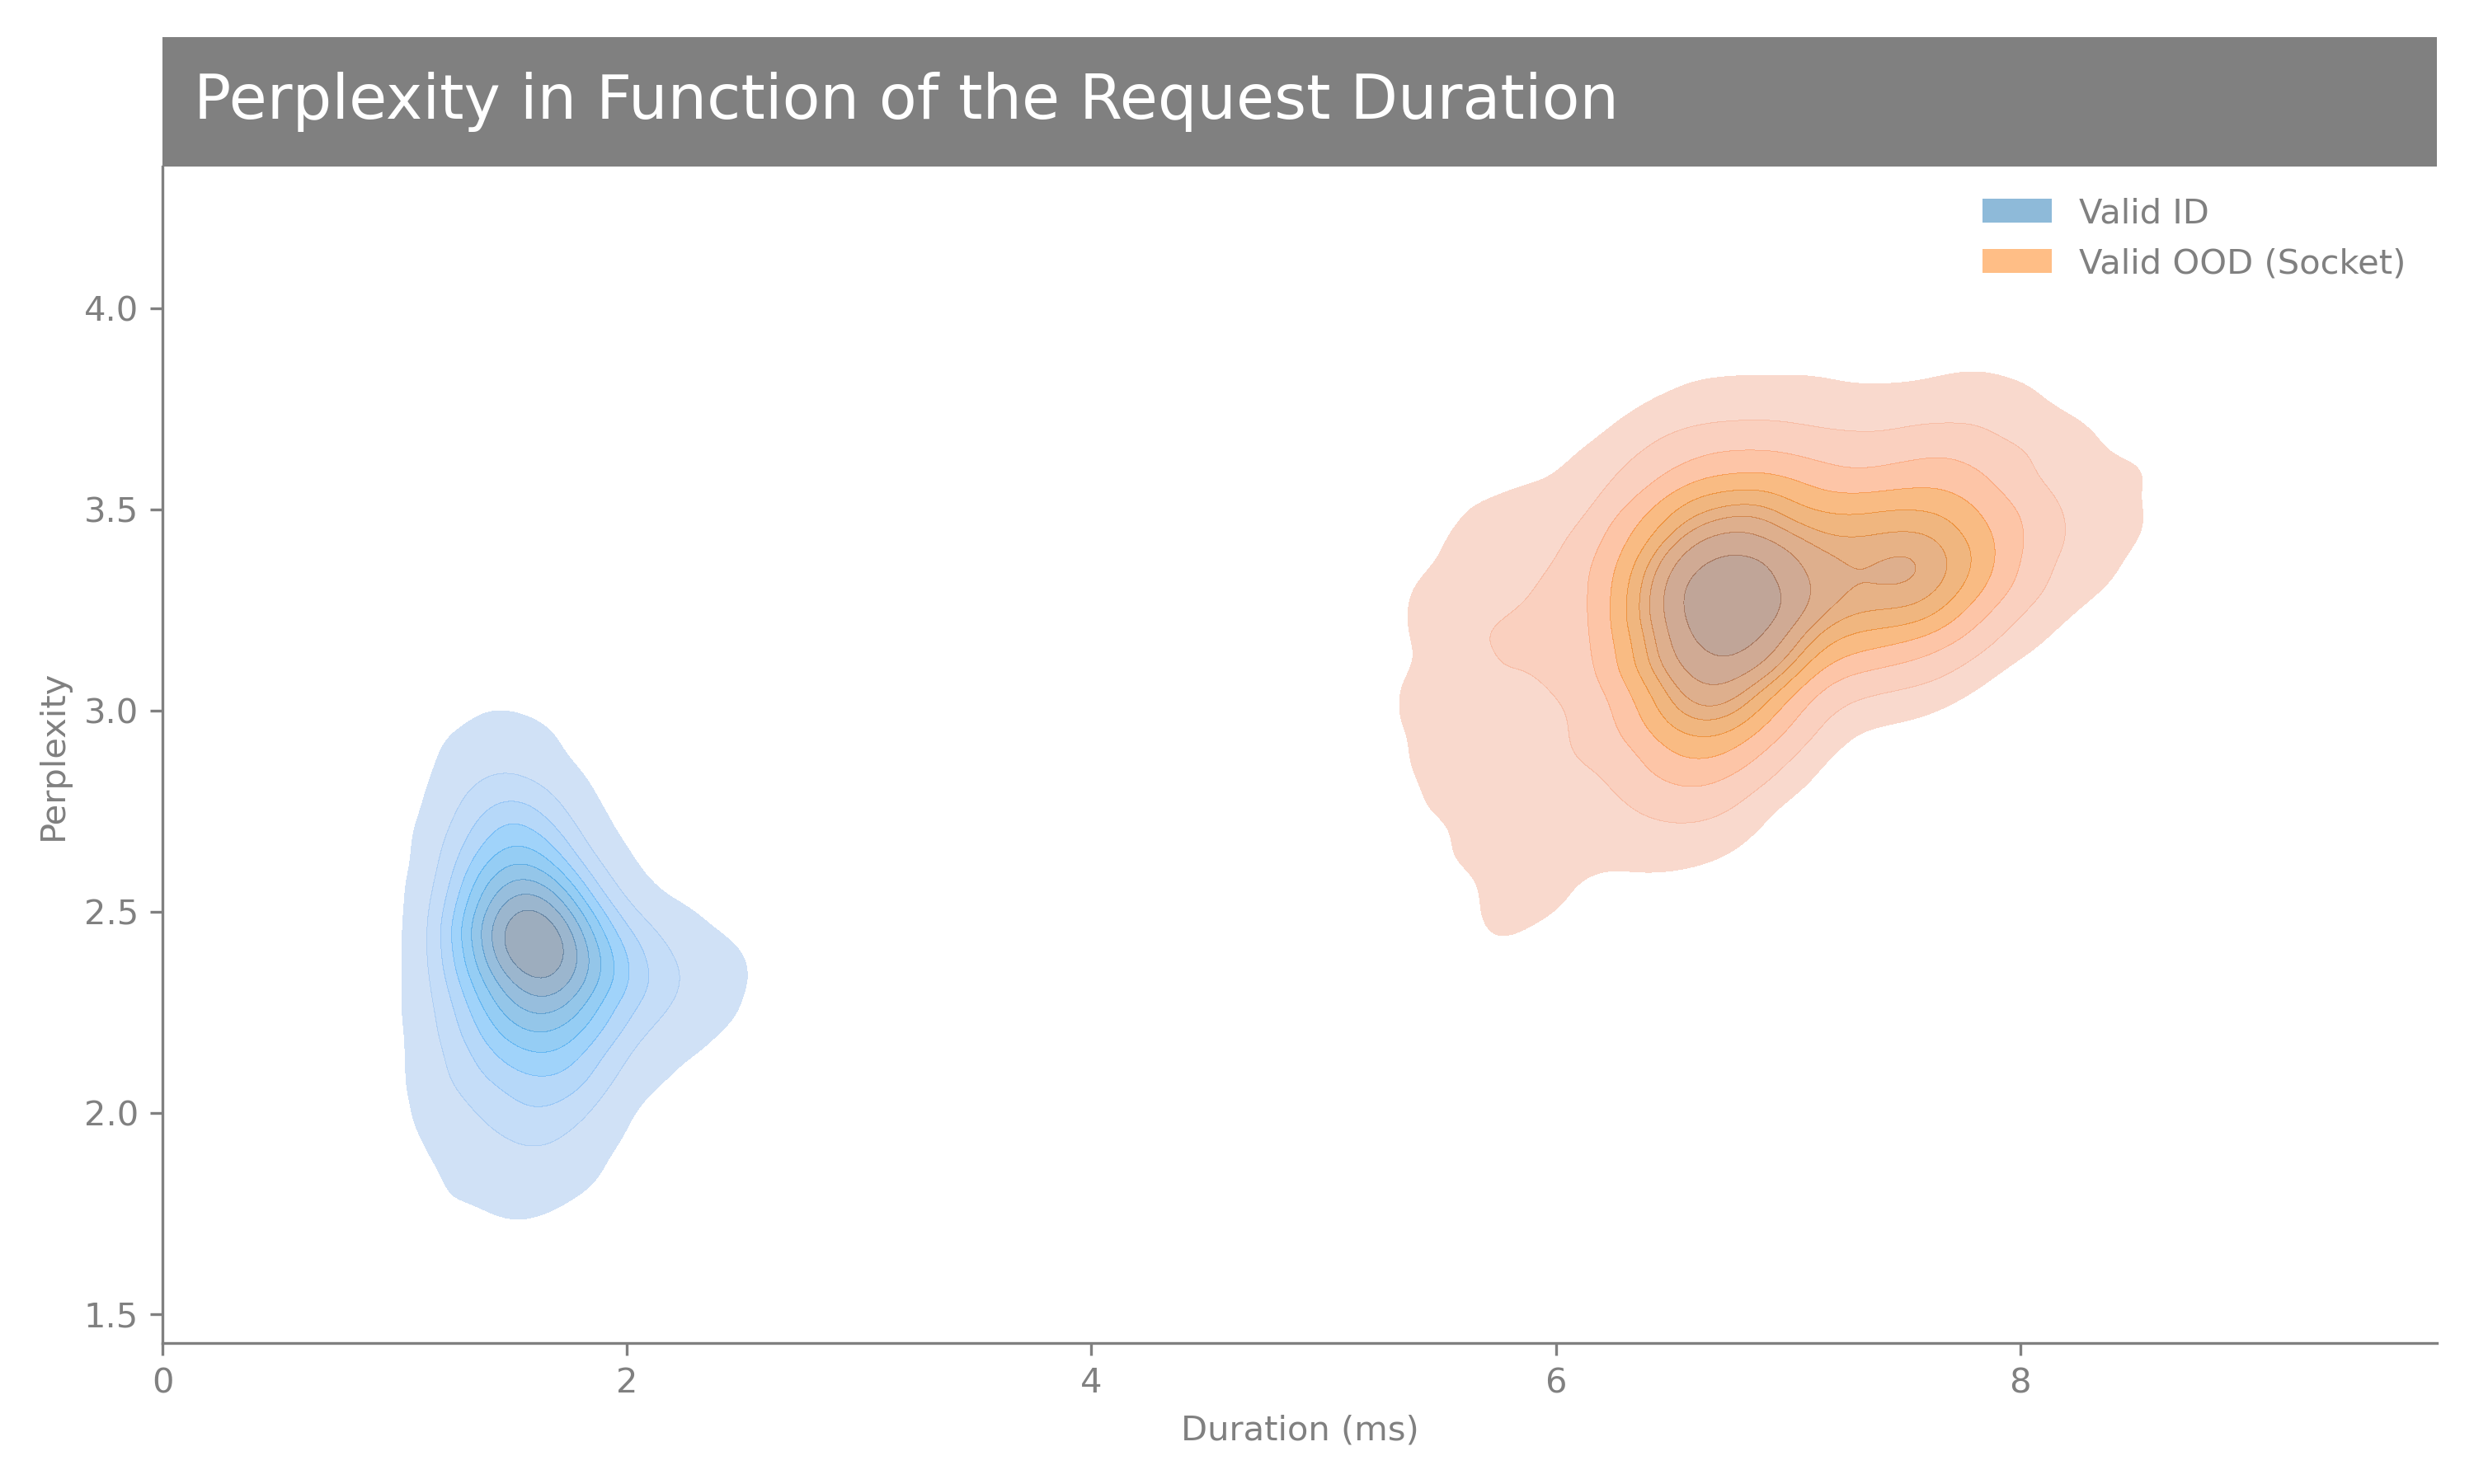 Perplexity in Function of the Request Duration
Valid ID
Valid OOD (Socket)
4.0
3.5
3.0
2.5
2.0
1.5
Perplexity
0 2 4 6 8
Duration (ms)